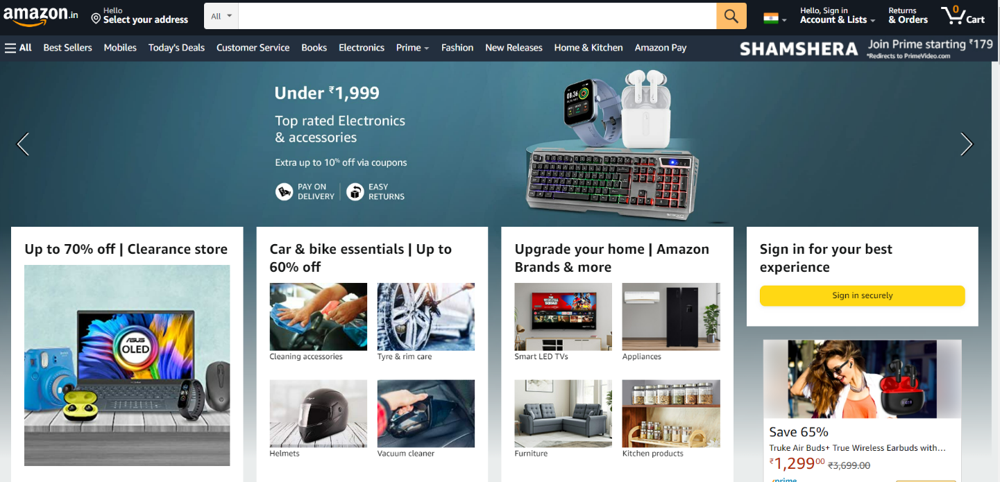 amazon.in
Hello
Select your address
All
Hello, Sign in
Account & Lists
Returns
& Orders
0
Cart
All
Best Sellers
Mobiles
Today's Deals
Customer Service
Books
Electronics
Prime
Fashion
New Releases
Home & Kitchen
Amazon Pay
SHAMSHERA
Join Prime starting ₹179
*Redirects to PrimeVideo.com
Under ₹1,999
Top rated Electronics
& accessories
Extra up to 10% off via coupons
PAY ON
DELIVERY
EASY
RETURNS
08:36
Up to 70% off | Clearance store
ASUS
OLED
Car & bike essentials | Up to
60% off
Cleaning accessories
Tyre & rim care
Helmets
Vacuum cleaner
Upgrade your home | Amazon
Brands & more
Smart LED TVs
Appliances
Furniture
Kitchen products
Sign in for your best
experience
Sign in securely
Save 65%
Truke Air Buds+ True Wireless Earbuds with...
₹1,299.00 ₹3,699.00
prime